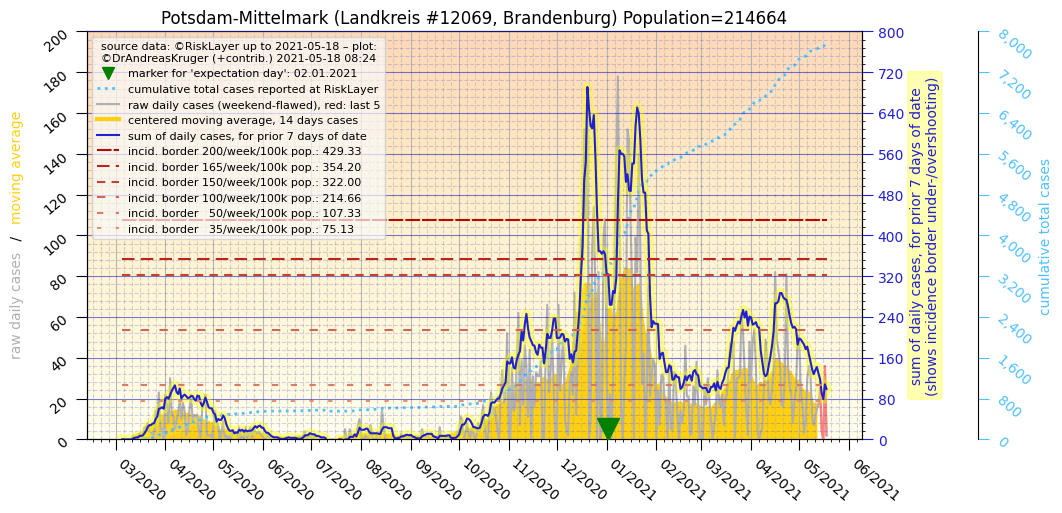 Potsdam-Mittelmark (Landkreis #12069, Brandenburg) Population=214664
source data: ©RiskLayer up to 2021-05-18 – plot:
©DrAndreasKruger (+contrib.) 2021-05-18 08:24
marker for 'expectation day': 02.01.2021
cumulative total cases reported at RiskLayer
raw daily cases (weekend-flawed), red: last 5
centered moving average, 14 days cases
sum of daily cases, for prior 7 days of date
incid. border 200/week/100k pop.: 429.33
incid. border 165/week/100k pop.: 354.20
incid. border 150/week/100k pop.: 322.00
incid. border 100/week/100k pop.: 214.66
incid. border   50/week/100k pop.: 107.33
incid. border   35/week/100k pop.: 75.13
raw daily cases / moving average
200
180
160
140
120
100
80
60
40
20
0
03/2020
04/2020
05/2020
06/2020
07/2020
08/2020
09/2020
10/2020
11/2020
12/2020
01/2021
02/2021
03/2021
04/2021
05/2021
06/2021
800
720
640
560
480
400
320
240
160
80
0
sum of daily cases, for prior 7 days of date
(shows incidence border under-/overshooting)
8,000
7,200
6,400
5,600
4,800
4,000
3,200
2,400
1,600
800
0
cumulative total cases